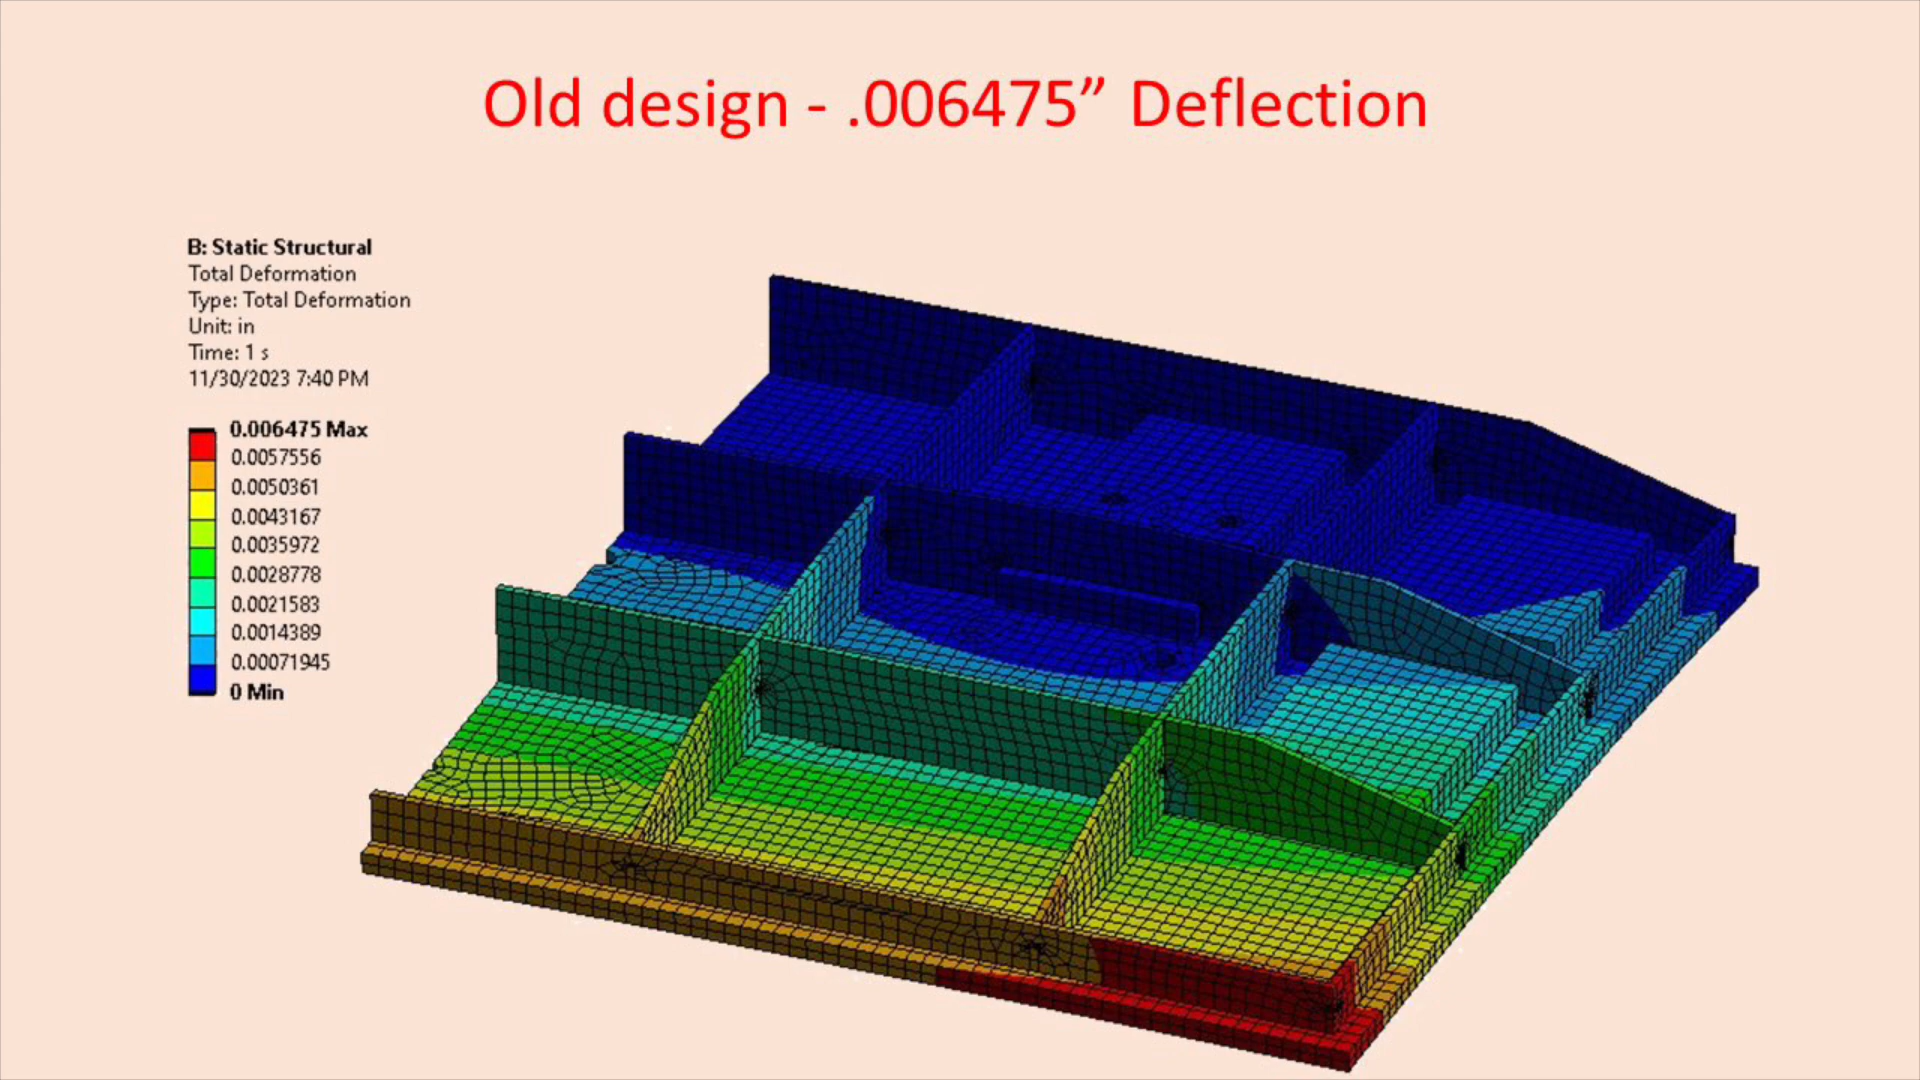 Old design - .006475” Deflection
B: Static Structural
Total Deformation
Type: Total Deformation
Unit: in
Time: 1 s
11/30/2023 7:40 PM
0.006475 Max
0.0057556
0.0050361
0.0043167
0.0035972
0.0028778
0.0021583
0.0014389
0.00071945
0 Min